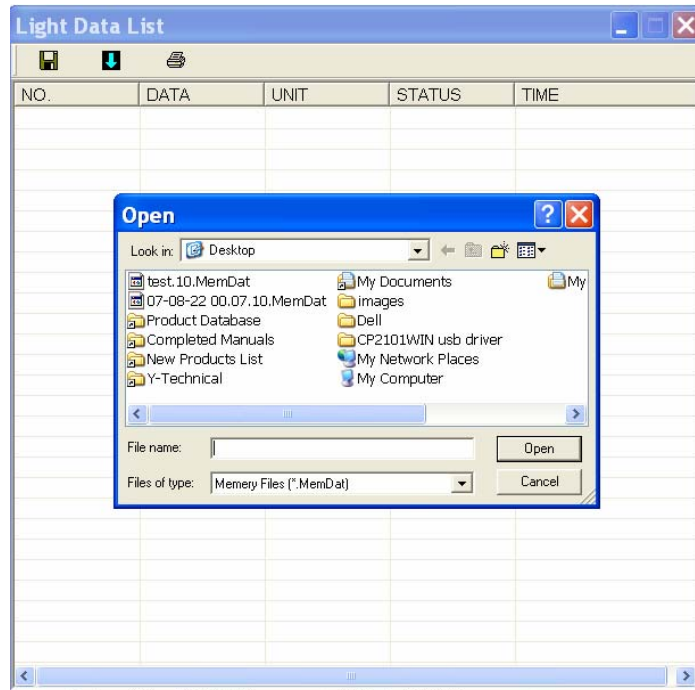 Light Data List
NO. DATA UNIT STATUS TIME
Open
Look in: Desktop
test.10.MemDat My Documents My
07-08-22 00.07.10.MemDat images
Product Database Dell
Completed Manuals CP2101WIN usb driver
New Products List My Network Places
Y-Technical My Computer
File name: Open
Files of type: Memery Files (*.MemDat) Cancel